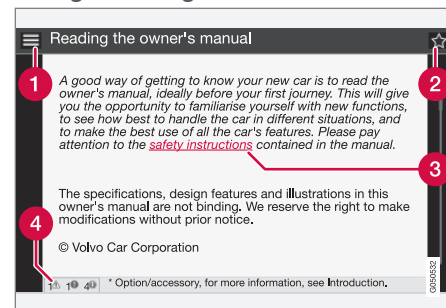 Reading the owner's manual
1
2
A good way of getting to know your new car is to read the
owner's manual, ideally before your first journey. This will give
you the opportunity to familiarise yourself with new functions,
to see how best to handle the car in different situations, and
to make the best use of all the car's features. Please pay
attention to the safety instructions contained in the manual.
3
The specifications, design features and illustrations in this
owner's manual are not binding. We reserve the right to make
modifications without prior notice.
4
© Volvo Car Corporation
1 1 4 * Option/accessory, for more information, see Introduction.
G050532